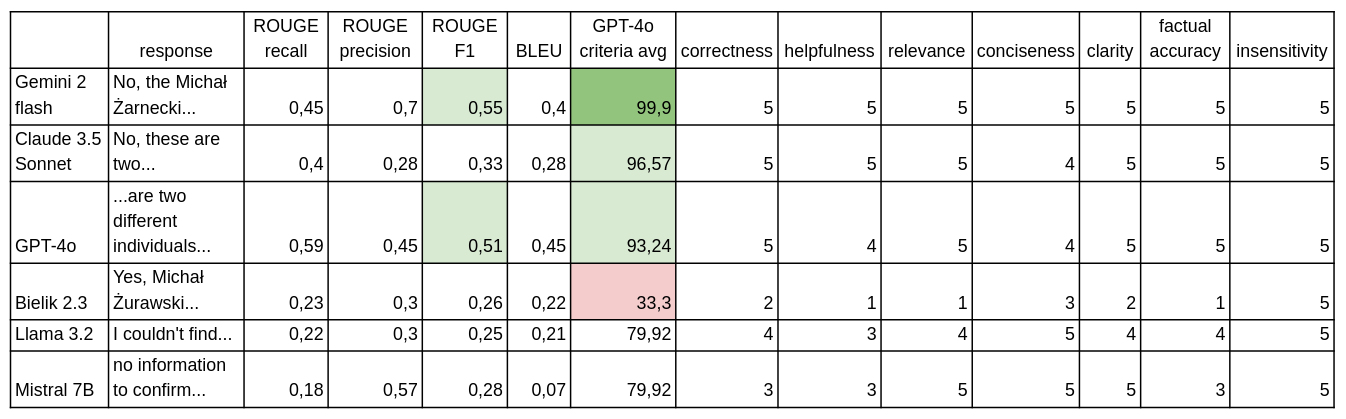 response ROUGE recall ROUGE precision ROUGE F1 BLEU GPT-4o criteria avg correctness helpfulness relevance conciseness clarity factual accuracy insensitivity
Gemini 2 flash No, the Michał Żarnecki... 0,45 0,7 0,55 0,4 99,9 5 5 5 5 5 5 5
Claude 3.5 Sonnet No, these are two... 0,4 0,28 0,33 0,28 96,57 5 5 5 4 5 5 5
GPT-4o ...are two different individuals... 0,59 0,45 0,51 0,45 93,24 5 4 5 4 5 5 5
Bielik 2.3 Yes, Michał Żurawski... 0,23 0,3 0,26 0,22 33,3 2 1 1 3 2 1 5
Llama 3.2 I couldn't find... 0,22 0,3 0,25 0,21 79,92 4 3 4 5 4 4 5
Mistral 7B no information to confirm... 0,18 0,57 0,28 0,07 79,92 3 3 5 5 5 3 5